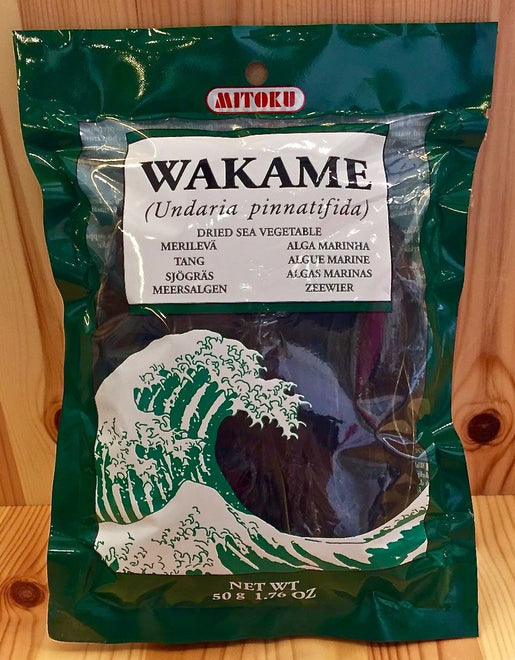 MITOKU
WAKAME
(Undaria pinnatifida)
DRIED SEA VEGETABLE
MERILEVÄ ALGA MARINHA
TANG ALGUE MARINE
SJÖGRÄS ALGAS MARINAS
MEERSALGEN ZEEWIER
NET WT
50 g 1.76 OZ